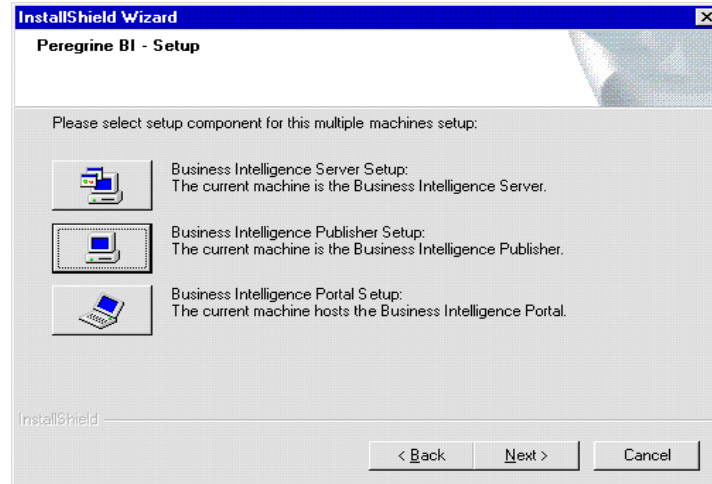 InstallShield Wizard
Peregrine BI - Setup
Please select setup component for this multiple machines setup:
Business Intelligence Server Setup:
The current machine is the Business Intelligence Server.
Business Intelligence Publisher Setup:
The current machine is the Business Intelligence Publisher.
Business Intelligence Portal Setup:
The current machine hosts the Business Intelligence Portal.
InstallShield
< Back Next > Cancel